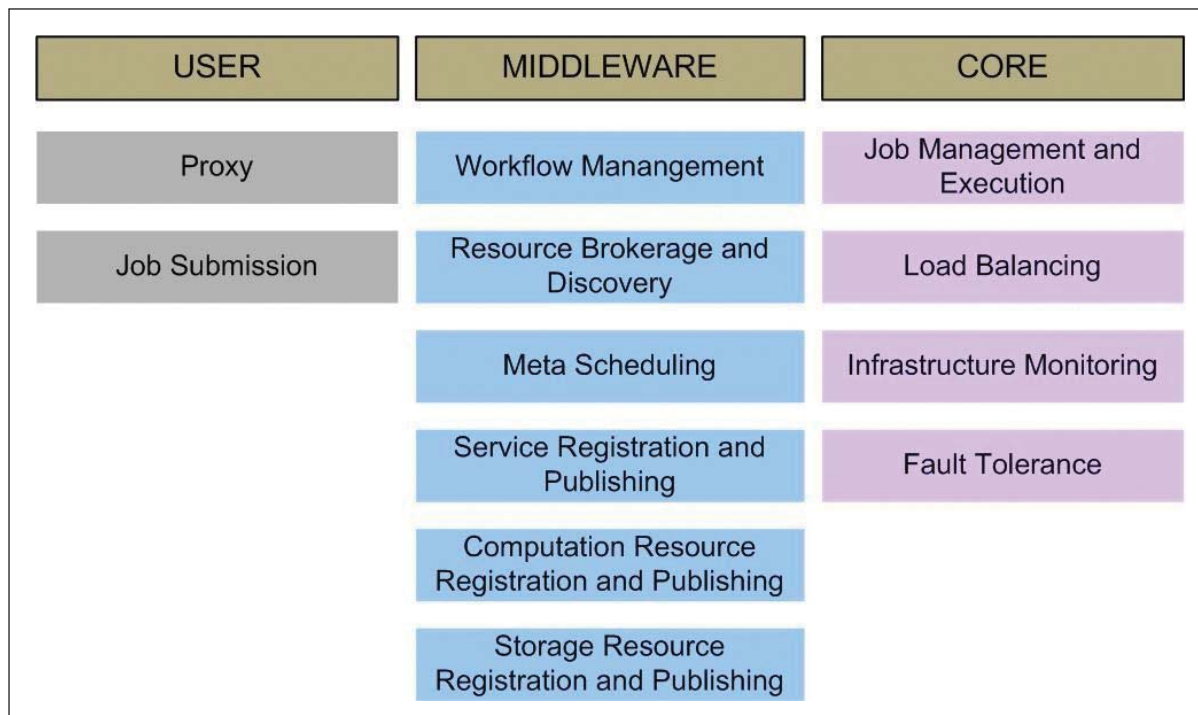 USER
MIDDLEWARE
CORE
Proxy
Workflow Manangement
Job Management and
Execution
Job Submission
Resource Brokerage and
Discovery
Load Balancing
Meta Scheduling
Infrastructure Monitoring
Service Registration and
Publishing
Fault Tolerance
Computation Resource
Registration and Publishing
Storage Resource
Registration and Publishing